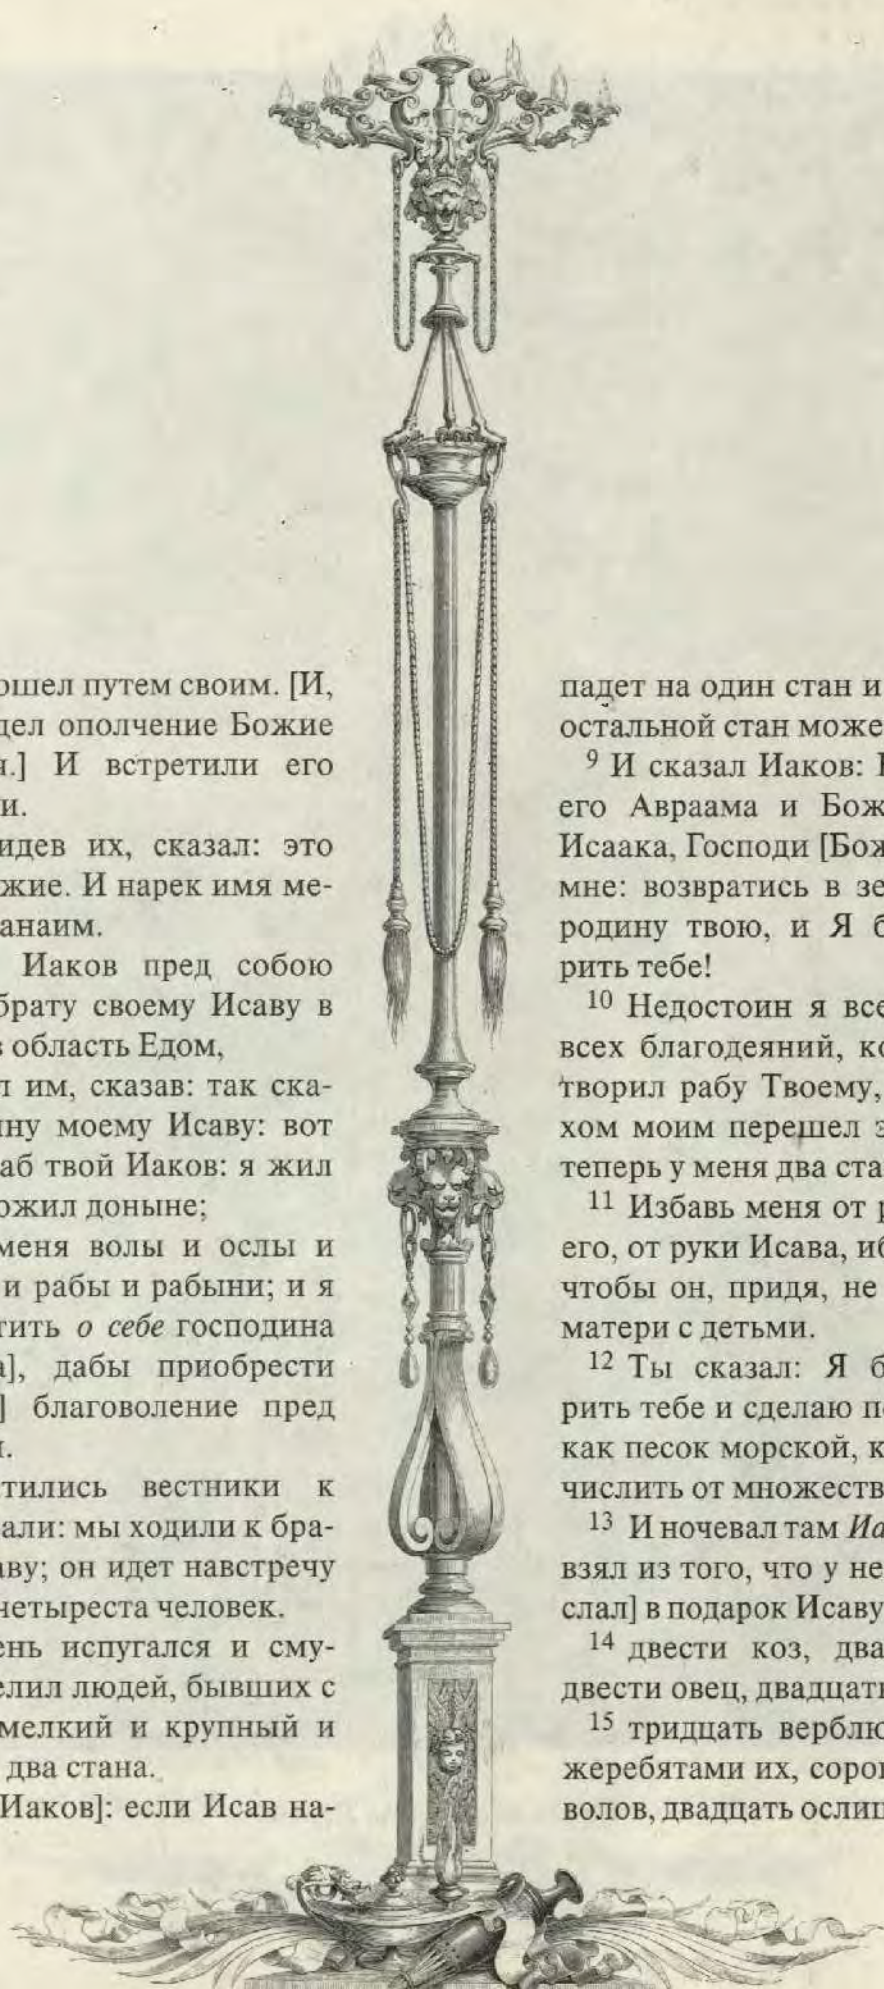 ошел путем своим. [И,
дел ополчение Божие
я.] И встретили его
и.
идев их, сказал: это
жие. И нарек имя ме-
анаим.
Иаков пред собою
брату своему Исаву в
в область Едом,
л им, сказав: так ска-
ину моему Исаву: вот
аб твой Иаков: я жил
ожил доныне;
меня волы и ослы и
и рабы и рабыни; и я
тить о себе господина
а], дабы приобрести
] благоволение пред
и.
тились вестники к
али: мы ходили к бра-
аву; он идет навстречу
четыреста человек.
ень испугался и сму-
елил людей, бывших с
мелкий и крупный и
два стана.
Иаков]: если Исав на-
падет на один стан и
остальной стан може
9 И сказал Иаков: 
его Авраама и Бож
Исаака, Господи [Бож
мне: возвратись в зе
родину твою, и Я б
рить тебе!
10 Недостоин я все
всех благодеяний, ко
творил рабу Твоему,
хом моим перешел э
теперь у меня два ста
11 Избавь меня от р
его, от руки Исава, иб
чтобы он, придя, не
матери с детьми.
12 Ты сказал: Я б
рить тебе и сделаю п
как песок морской, к
числить от множеств
13 И ночевал там Иа
взял из того, что у не
слал] в подарок Исаву
14 двести коз, два
двести овец, двадцат
15 тридцать верблю
жеребятами их, сорок
волов, двадцать ослиц